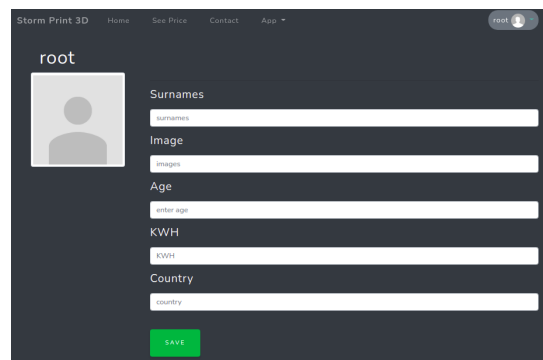 Storm Print 3D Home See Price Contact App root
root
Surnames
surnames
Image
images
Age
enter age
KWH
KWH
Country
country
SAVE